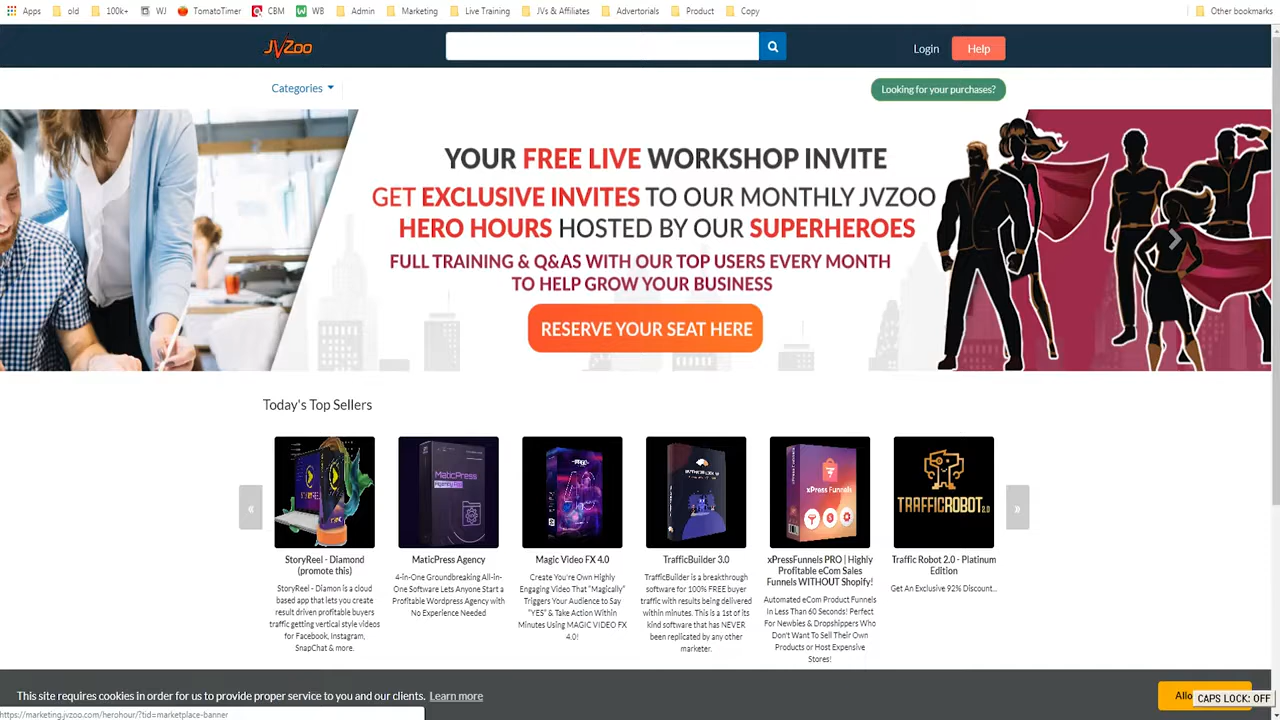 Apps old 100k+ WJ TomatoTimer CBM WB Admin Marketing Live Training JVs & Affiliates Advertorials Product Copy Other bookmarks
JVZoo
Login Help
Categories
Looking for your purchases?
YOUR FREE LIVE WORKSHOP INVITE
GET EXCLUSIVE INVITES TO OUR MONTHLY JVZOO
HERO HOURS HOSTED BY OUR SUPERHEROES
FULL TRAINING & Q&AS WITH OUR TOP USERS EVERY MONTH
TO HELP GROW YOUR BUSINESS
RESERVE YOUR SEAT HERE
Today's Top Sellers
MaticPress
xPress Funnels
TRAFFICROBOT 2.0
StoryReel - Diamond
(promote this)
StoryReel - Diamon is a cloud
based app that lets you create
result driven profitable buyers
traffic getting vertical style videos
for Facebook, Instagram,
SnapChat & more.
MaticPress Agency
4-in-One Groundbreaking All-in-
One Software Lets Anyone Start a
Profitable Wordpress Agency with
No Experience Needed
Magic Video FX 4.0
Create You're Own Highly
Engaging Video That "Magically"
Triggers Your Audience to Say
"YES" & Take Action Within
Minutes Using MAGIC VIDEO FX
4.0!
TrafficBuilder 3.0
TrafficBuilder is a breakthrough
software for 100% FREE buyer
traffic with results being delivered
within minutes. This is a 1st of its
kind software that has NEVER
been replicated by any other
marketer.
xPressFunnels PRO | Highly
Profitable eCom Sales
Funnels WITHOUT Shopify!
Automated eCom Product Funnels
in Less Than 60 Seconds! Perfect
For Newbies & Dropshippers Who
Don't Want To Sell Their Own
Products or Host Expensive
Stores!
Traffic Robot 2.0 - Platinum
Edition
Get An Exclusive 92% Discount...
This site requires cookies in order for us to provide proper service to you and our clients. Learn more
Allo
CAPS LOCK: OFF
https://marketing.jvzoo.com/herohour/?tid=marketplace-banner